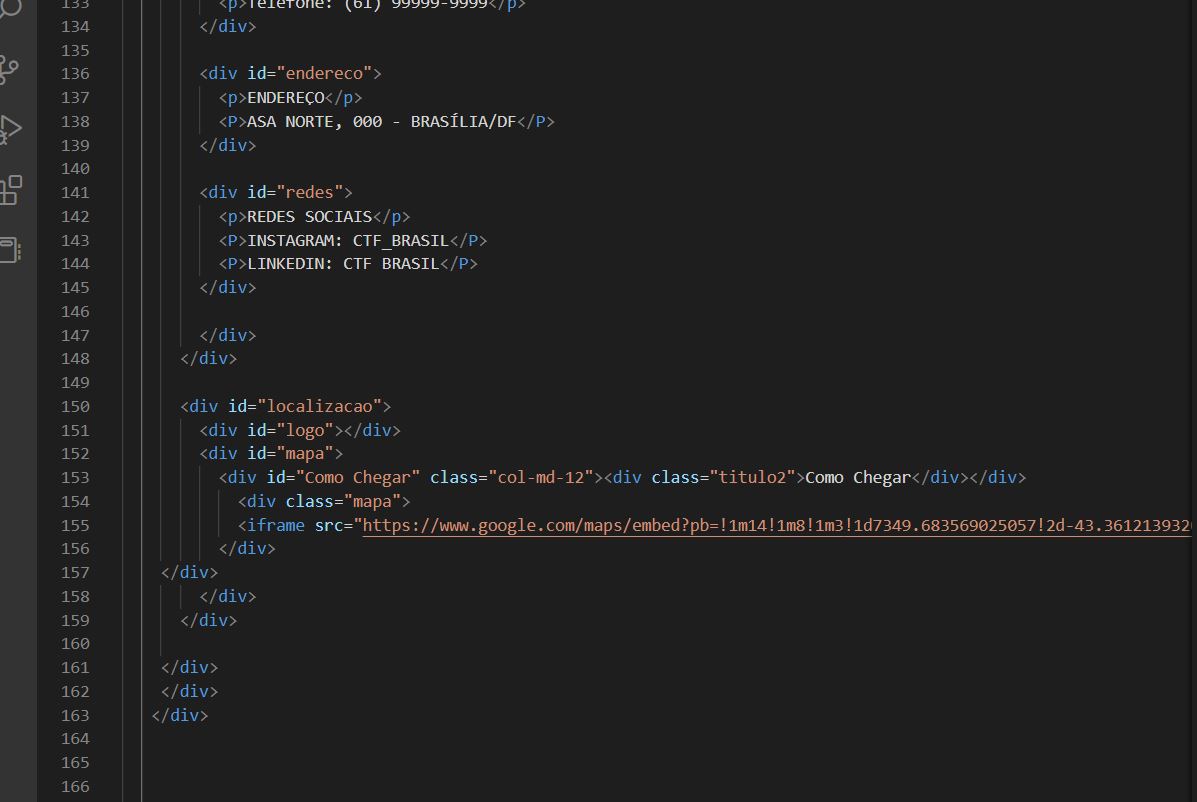 133 <p>Telefone: (61) 99999-9999</p>
134 </div>
135
136 <div id="endereco">
137 <p>ENDEREÇO</p>
138 <P>ASA NORTE, 000 - BRASÍLIA/DF</P>
139 </div>
140
141 <div id="redes">
142 <p>REDES SOCIAIS</p>
143 <P>INSTAGRAM: CTF_BRASIL</P>
144 <P>LINKEDIN: CTF BRASIL</P>
145 </div>
146
147 </div>
148 </div>
149
150 <div id="localizacao">
151 <div id="logo"></div>
152 <div id="mapa">
153 <div id="Como Chegar" class="col-md-12"><div class="titulo2">Como Chegar</div></div>
154 <div class="mapa">
155 <iframe src="https://www.google.com/maps/embed?pb=!1m14!1m8!1m3!1d7349.683569025057!2d-43.361213932
156 </div>
157 </div>
158 </div>
159 </div>
160
161 </div>
162 </div>
163 </div>
164
165
166